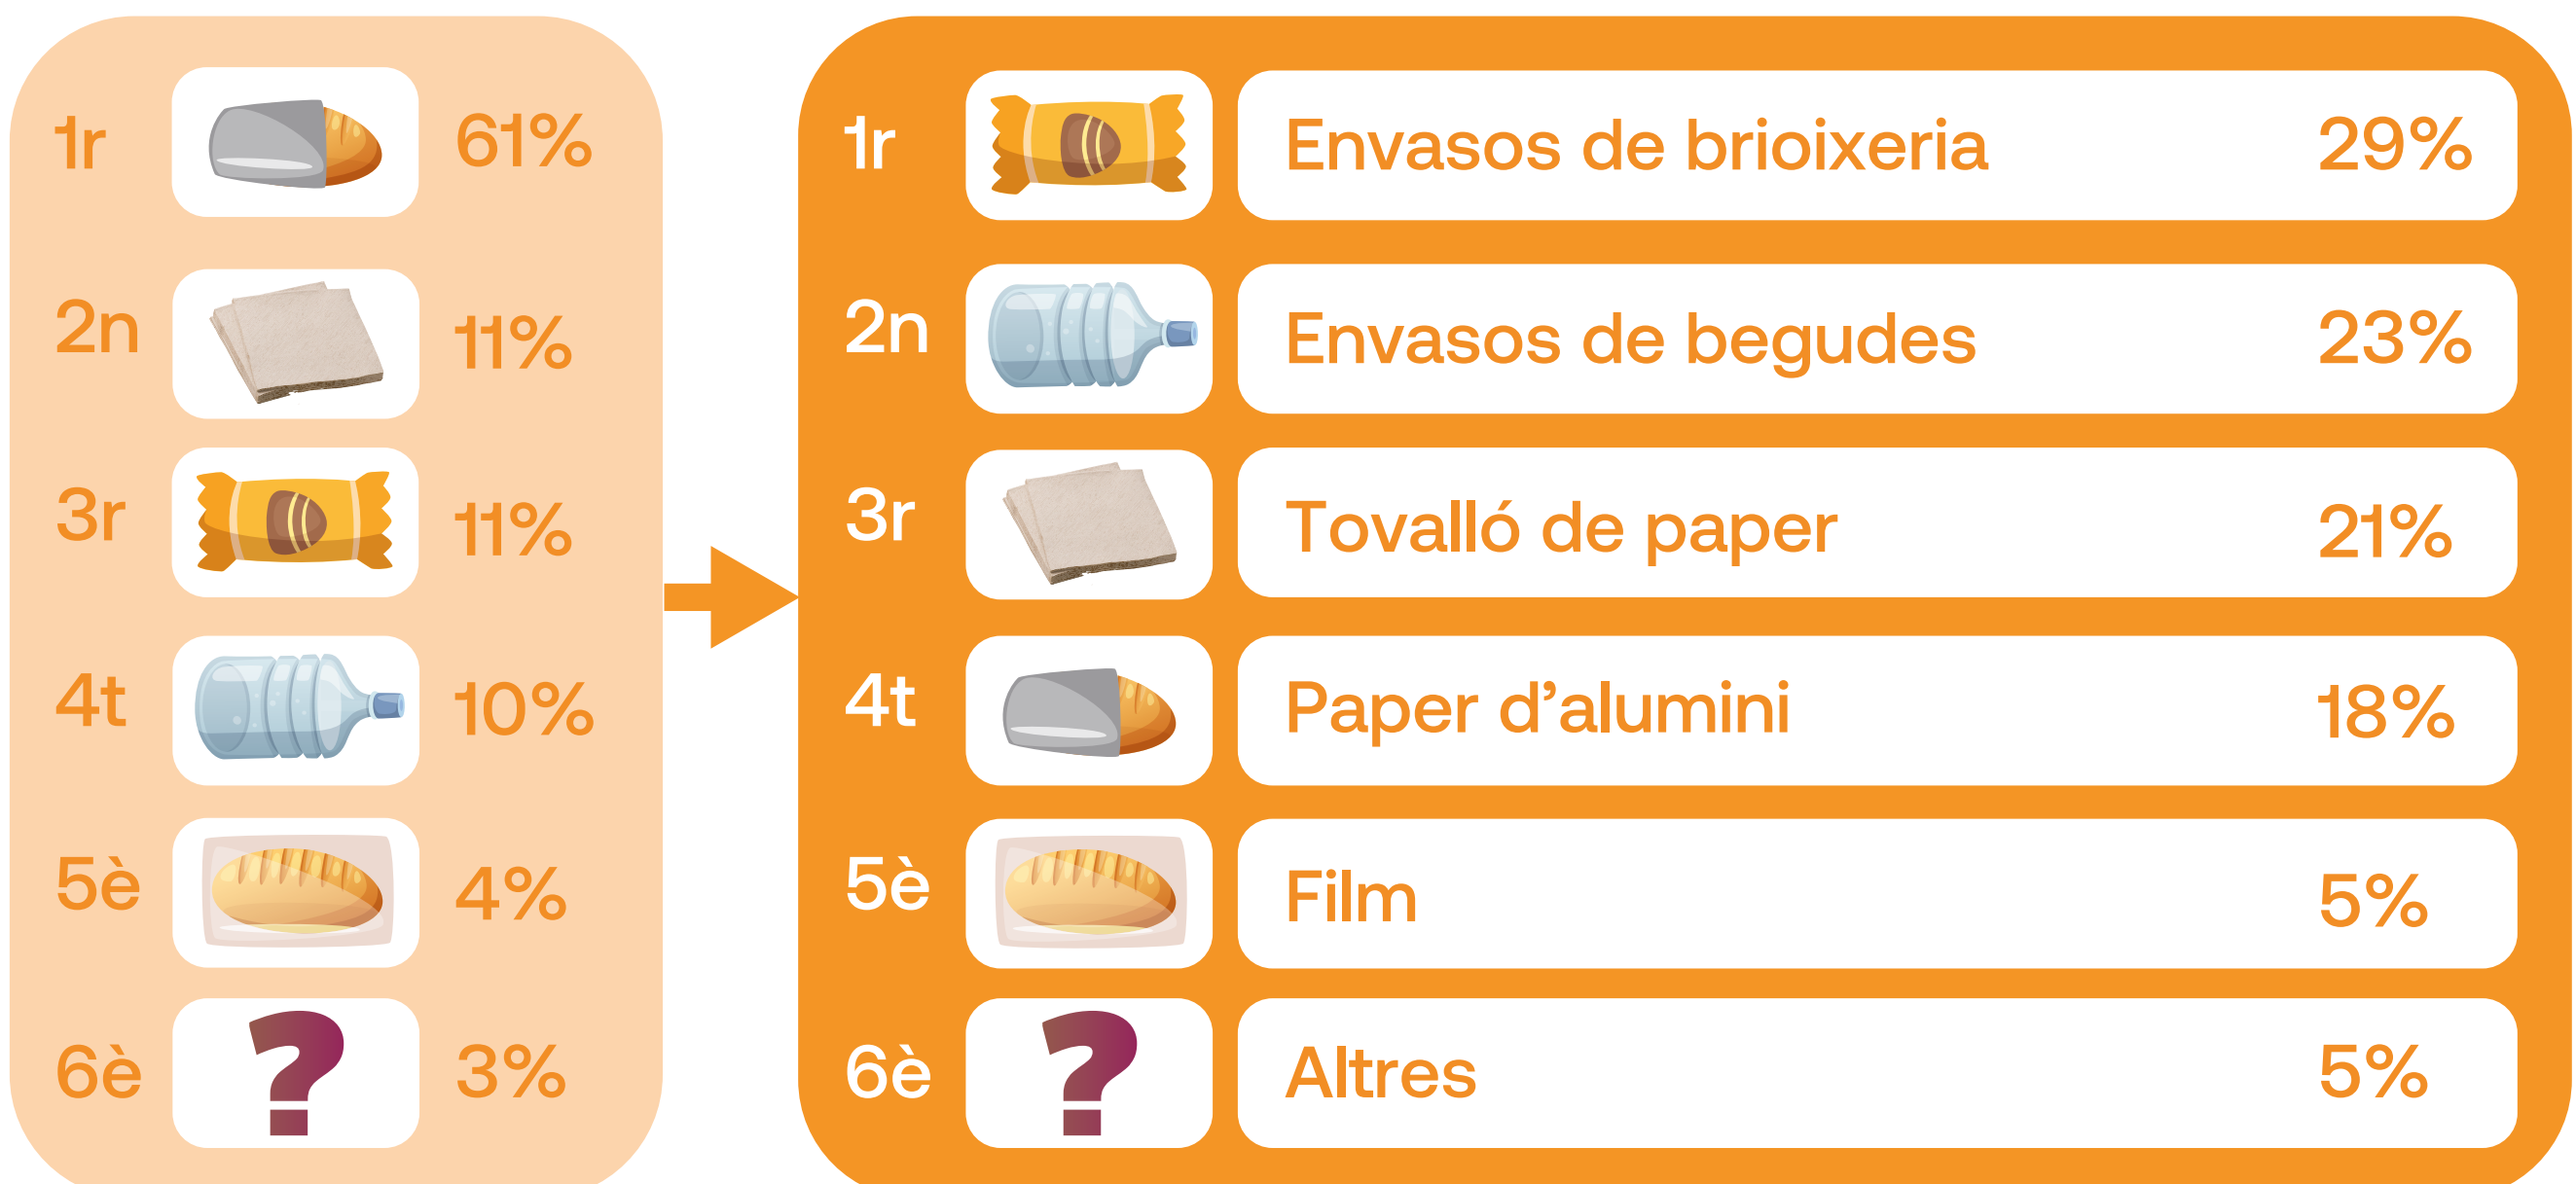 1r 61%
2n 11%
3r 11%
4t 10%
5è 4%
6è ? 3%
1r Envasos de brioixeria 29%
2n Envasos de begudes 23%
3r Tovalló de paper 21%
4t Paper d’alumini 18%
5è Film 5%
6è ? Altres 5%